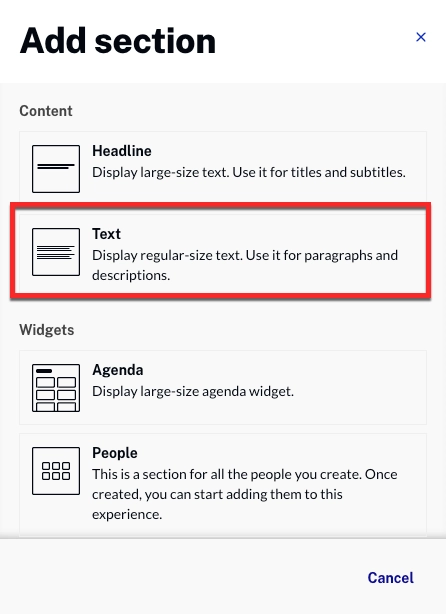 Add section
×
Content
Headline
Display large-size text. Use it for titles and subtitles.
Text
Display regular-size text. Use it for paragraphs and
descriptions.
Widgets
Agenda
Display large-size agenda widget.
People
This is a section for all the people you create. Once
created, you can start adding them to this
experience.
Cancel